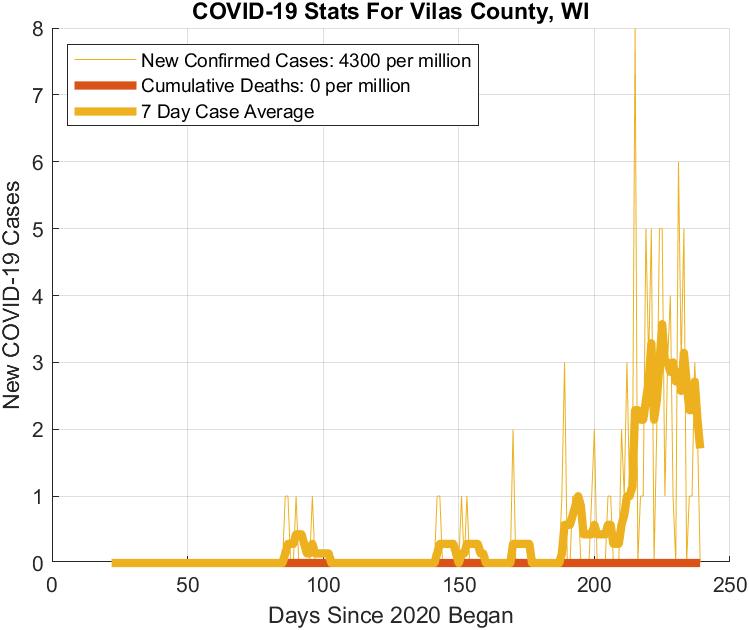 COVID-19 Stats For Vilas County, WI
New Confirmed Cases: 4300 per million
Cumulative Deaths: 0 per million
7 Day Case Average
New COVID-19 Cases
8
7
6
5
4
3
2
1
0
0 50 100 150 200 250
Days Since 2020 Began